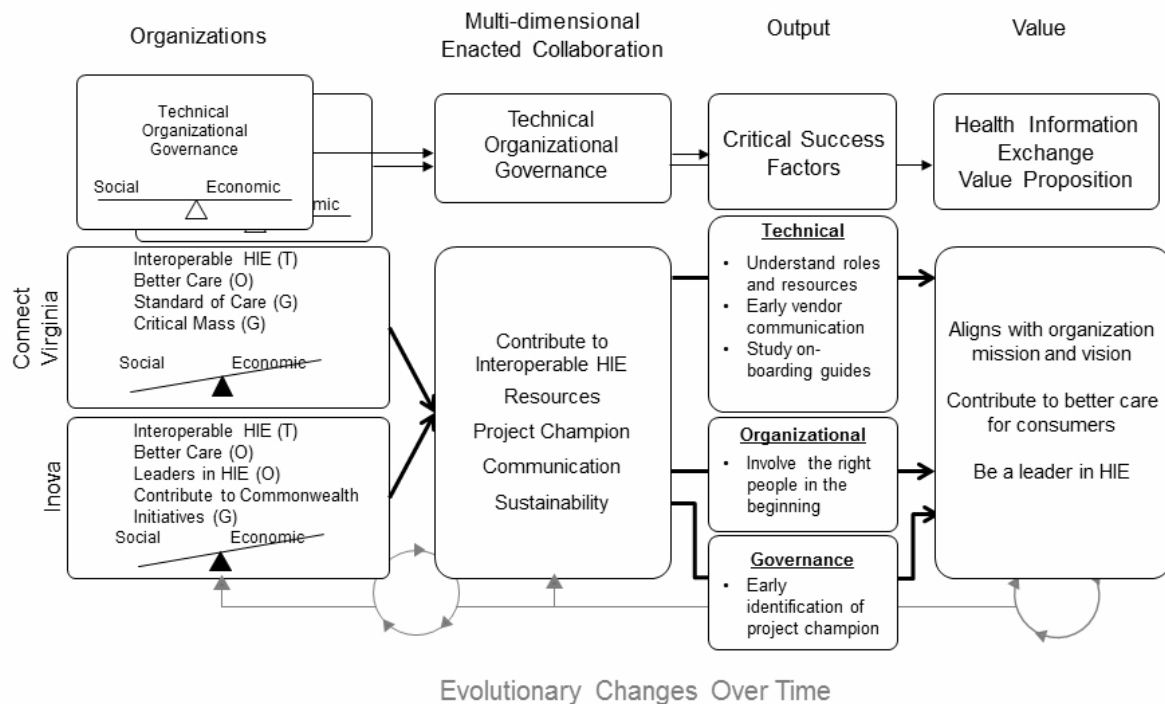 Organizations
Multi-dimensional
Enacted Collaboration
Output
Value
Technical
Organizational
Governance
Social Economic
omic
Technical
Organizational
Governance
Critical Success
Factors
Health Information
Exchange
Value Proposition
Connect
Virginia
Interoperable HIE (T)
Better Care (O)
Standard of Care (G)
Critical Mass (G)
Social Economic
Inova
Interoperable HIE (T)
Better Care (O)
Leaders in HIE (O)
Contribute to Commonwealth
Initiatives (G)
Social Economic
Contribute to
Interoperable HIE
Resources
Project Champion
Communication
Sustainability
Technical
• Understand roles
and resources
• Early vendor
communication
• Study on-
boarding guides
Organizational
• Involve the right
people in the
beginning
Governance
• Early
identification of
project champion
Aligns with organization
mission and vision
Contribute to better care
for consumers
Be a leader in HIE
Evolutionary Changes Over Time